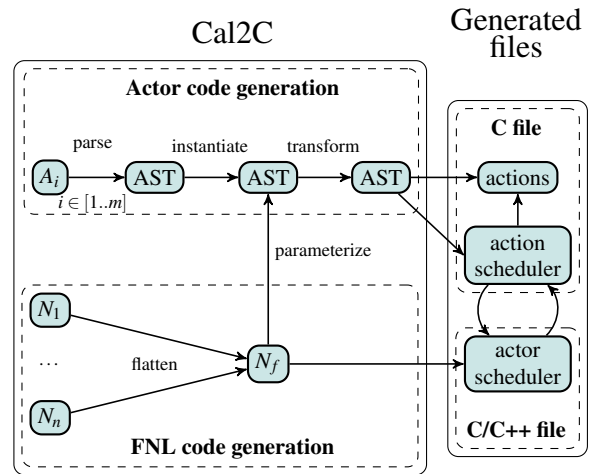 Cal2C
Generated
files
Actor code generation
C file
parse
instantiate
transform
A_i
AST
AST
AST
actions
i ∈ [1..m]
action
scheduler
parameterize
N_1
...
flatten
N_f
actor
scheduler
N_n
FNL code generation
C/C++ file